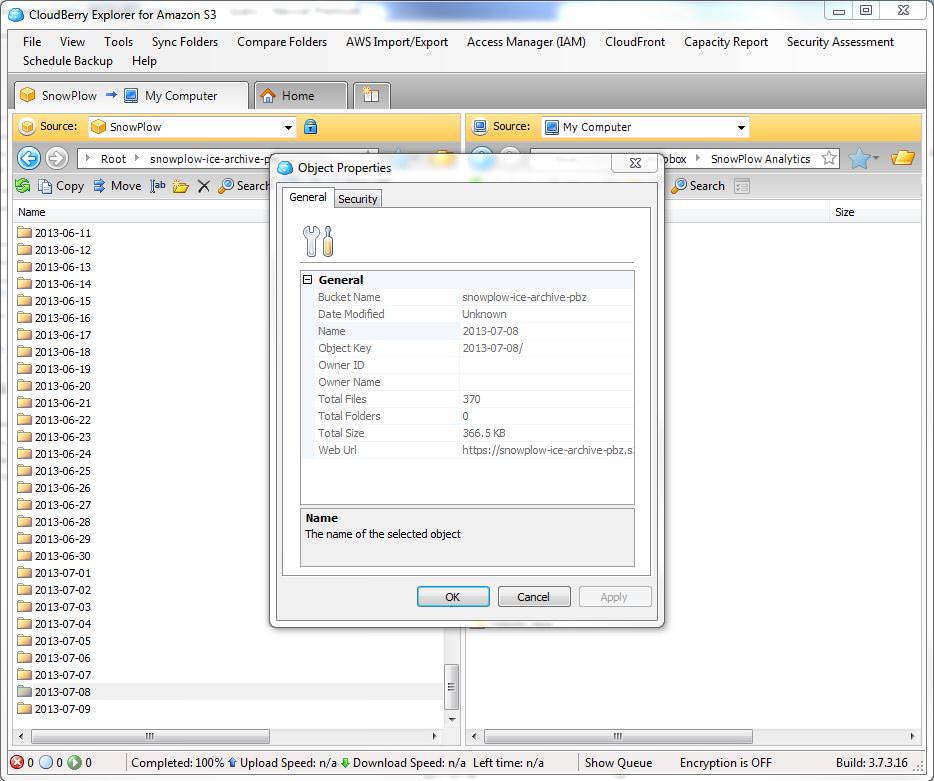 CloudBerry Explorer for Amazon S3
File View Tools Sync Folders Compare Folders AWS Import/Export Access Manager (IAM) CloudFront Capacity Report Security Assessment
Schedule Backup Help
SnowPlow My Computer Home
Source: SnowPlow Source: My Computer
Root snowplow-ice-archive-p SnowPlow Analytics
Copy Move Search
Name Size
2013-06-11
2013-06-12
2013-06-13
2013-06-14
2013-06-15
2013-06-16
2013-06-17
2013-06-18
2013-06-19
2013-06-20
2013-06-21
2013-06-22
2013-06-23
2013-06-24
2013-06-25
2013-06-26
2013-06-27
2013-06-28
2013-06-29
2013-06-30
2013-07-01
2013-07-02
2013-07-03
2013-07-04
2013-07-05
2013-07-06
2013-07-07
2013-07-08
2013-07-09
Search
Object Properties
General Security
General
Bucket Name snowplow-ice-archive-pbz
Date Modified Unknown
Name 2013-07-08
Object Key 2013-07-08/
Owner ID
Owner Name
Total Files 370
Total Folders 0
Total Size 366.5 KB
Web Url https://snowplow-ice-archive-pbz.s
Name
The name of the selected object
OK Cancel Apply
0 0 0 Completed: 100% Upload Speed: n/a Download Speed: n/a Left time: n/a Show Queue Encryption is OFF Build: 3.7.3.16